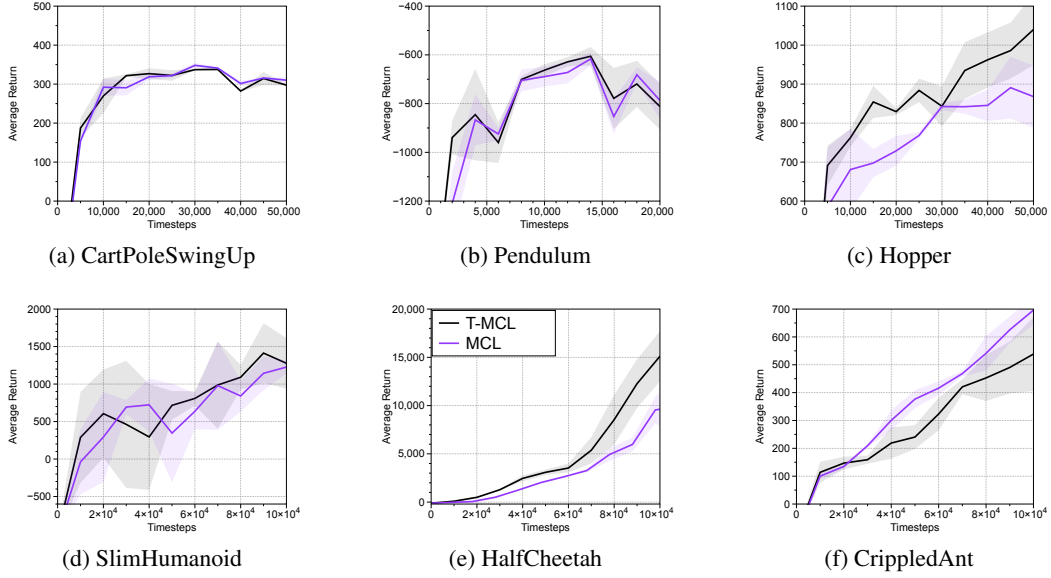 500
400
300
200
100
0
Average Return
0 10,000 20,000 30,000 40,000 50,000
Timesteps
(a) CartPoleSwingUp
−400
−600
−800
−1000
−1200
Average Return
0 5,000 10,000 15,000 20,000
Timesteps
(b) Pendulum
1100
1000
900
800
700
600
Average Return
0 10,000 20,000 30,000 40,000 50,000
Timesteps
(c) Hopper
2000
1500
1000
500
0
−500
Average Return
0 2×10⁴ 4×10⁴ 6×10⁴ 8×10⁴ 10×10⁴
Timesteps
(d) SlimHumanoid
20,000
15,000
10,000
5,000
0
Average Return
T-MCL
MCL
0 2×10⁴ 4×10⁴ 6×10⁴ 8×10⁴ 10×10⁴
Timesteps
(e) HalfCheetah
700
600
500
400
300
200
100
0
Average Return
0 2×10⁴ 4×10⁴ 6×10⁴ 8×10⁴ 10×10⁴
Timesteps
(f) CrippledAnt